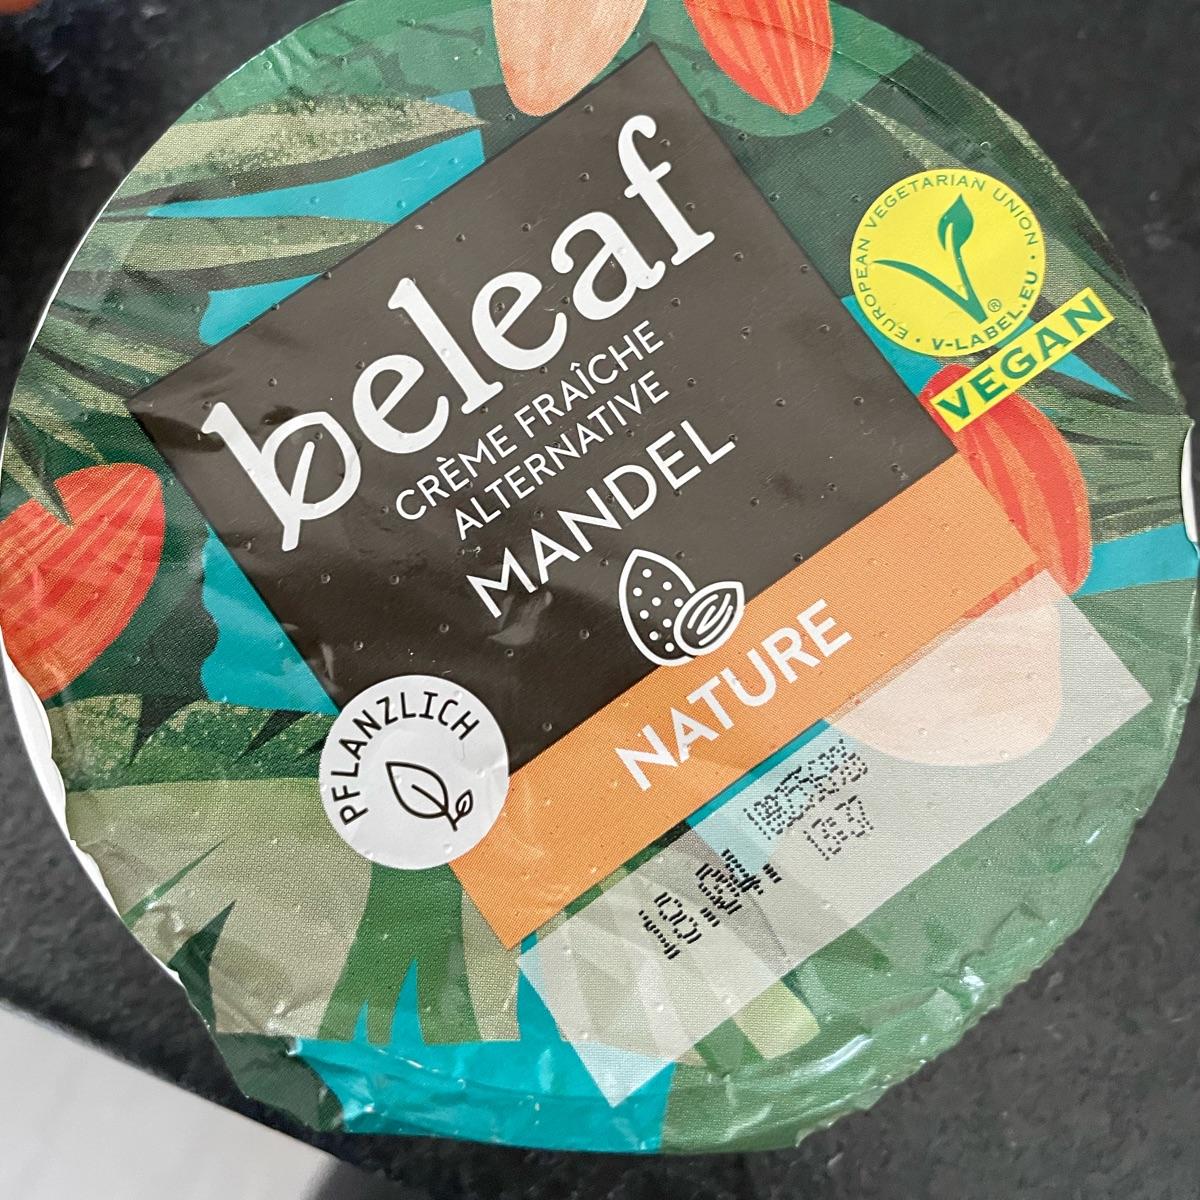 beleaf
CRÈME FRAÎCHE
ALTERNATIVE
MANDEL
NATURE
PFLANZLICH
EUROPEAN VEGETARIAN UNION
V-LABEL.EU
®
VEGAN